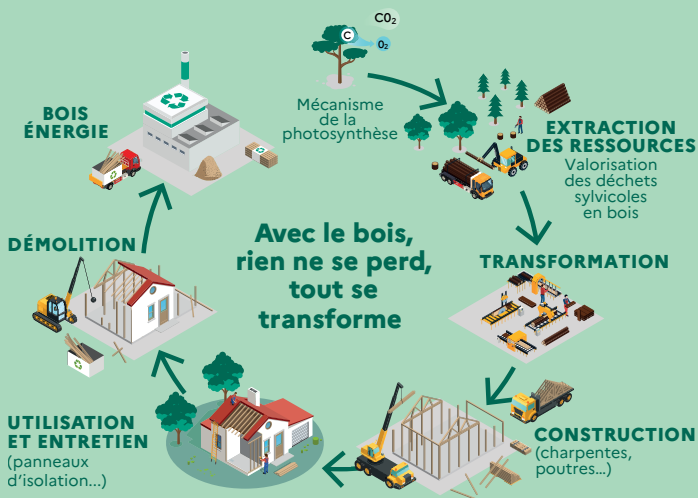 CO₂
C
O₂
Mécanisme
de la
photosynthèse
EXTRACTION
DES RESSOURCES
Valorisation
des déchets
sylvicoles
en bois
TRANSFORMATION
CONSTRUCTION
(charpentes,
poutres...)
UTILISATION
ET ENTRETIEN
(panneaux
d’isolation...)
DÉMOLITION
BOIS
ÉNERGIE
Avec le bois,
rien ne se perd,
tout se
transforme